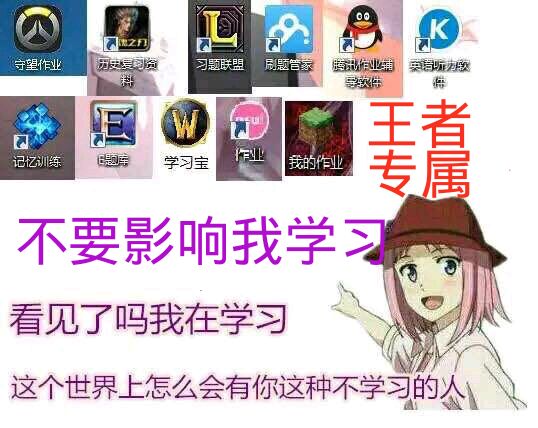 守望作业
历史复习资料
习题联盟
刷题管家
腾讯作业辅导软件
英语听力软件
记忆训练
E题库
学习宝
作业
我的作业
王者
专属
不要影响我学习
看见了吗我在学习
这个世界上怎么会有你这种不学习的人